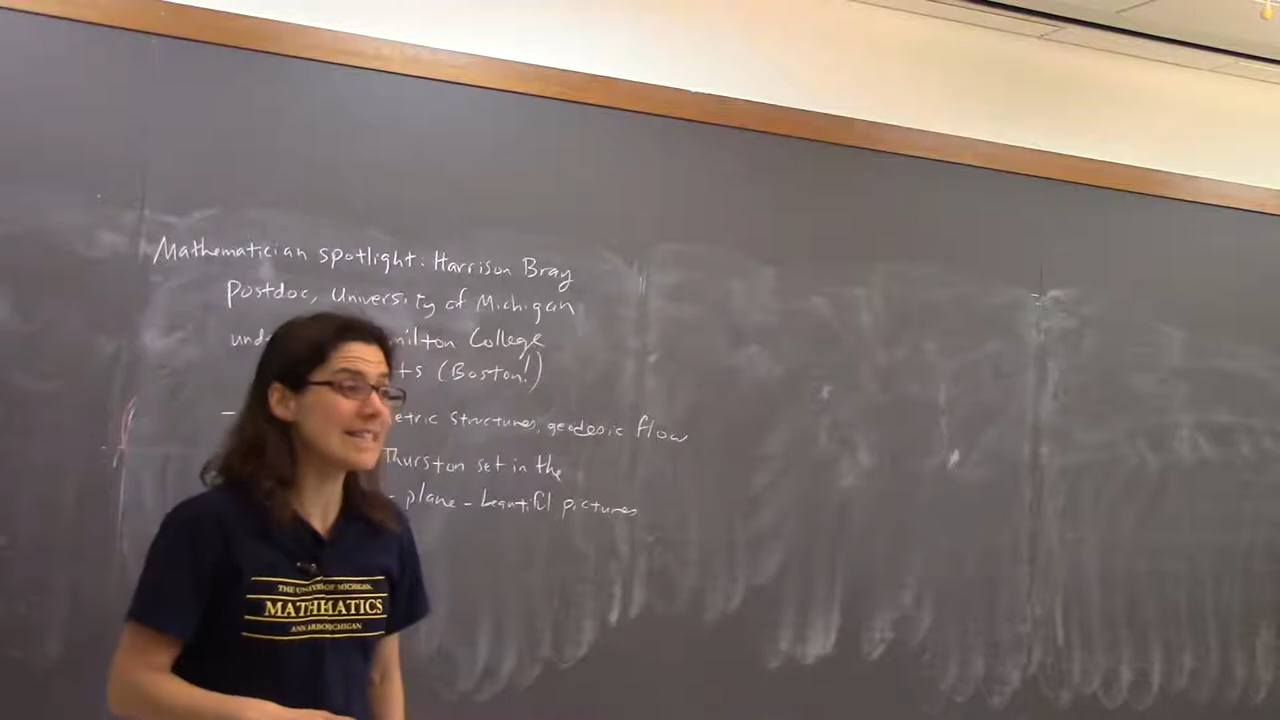 Mathematician spotlight: Harrison Bray
Postdoc, University of Michigan
und milton College
ts (Boston!)
- etric structures, geodesic flow
Thurston set in the
- plane - beautiful pictures
THE UNIVERSITY OF MICHIGAN
MATHEMATICS
ANN ARBOR MICHIGAN